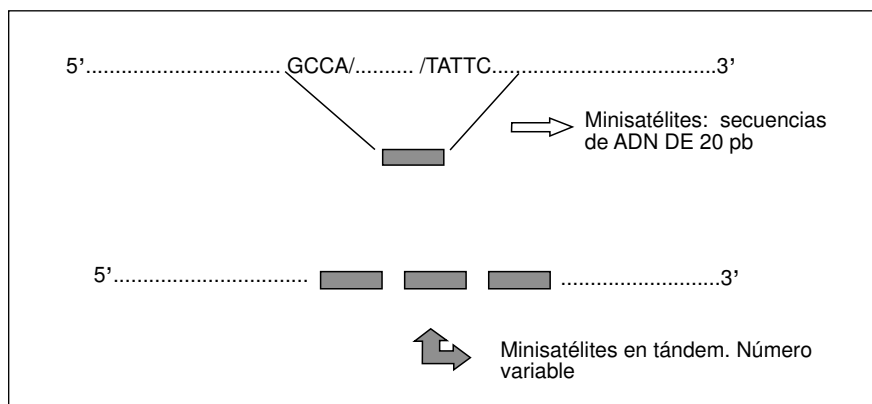 5’.............................. GCCA/.......... /TATTC.......................................3’
Minisatélites: secuencias
de ADN DE 20 pb
5’.............................. .........................3’
Minisatélites en tándem. Número
variable